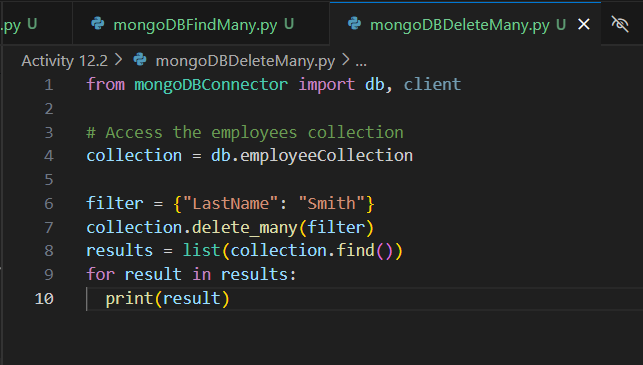 .py U mongoDBFindMany.py U mongoDBDeleteMany.py U
Activity 12.2 > mongoDBDeleteMany.py > ...
1 from mongoDBConnector import db, client
2
3 # Access the employees collection
4 collection = db.employeeCollection
5
6 filter = {"LastName": "Smith"}
7 collection.delete_many(filter)
8 results = list(collection.find())
9 for result in results:
10 print(result)